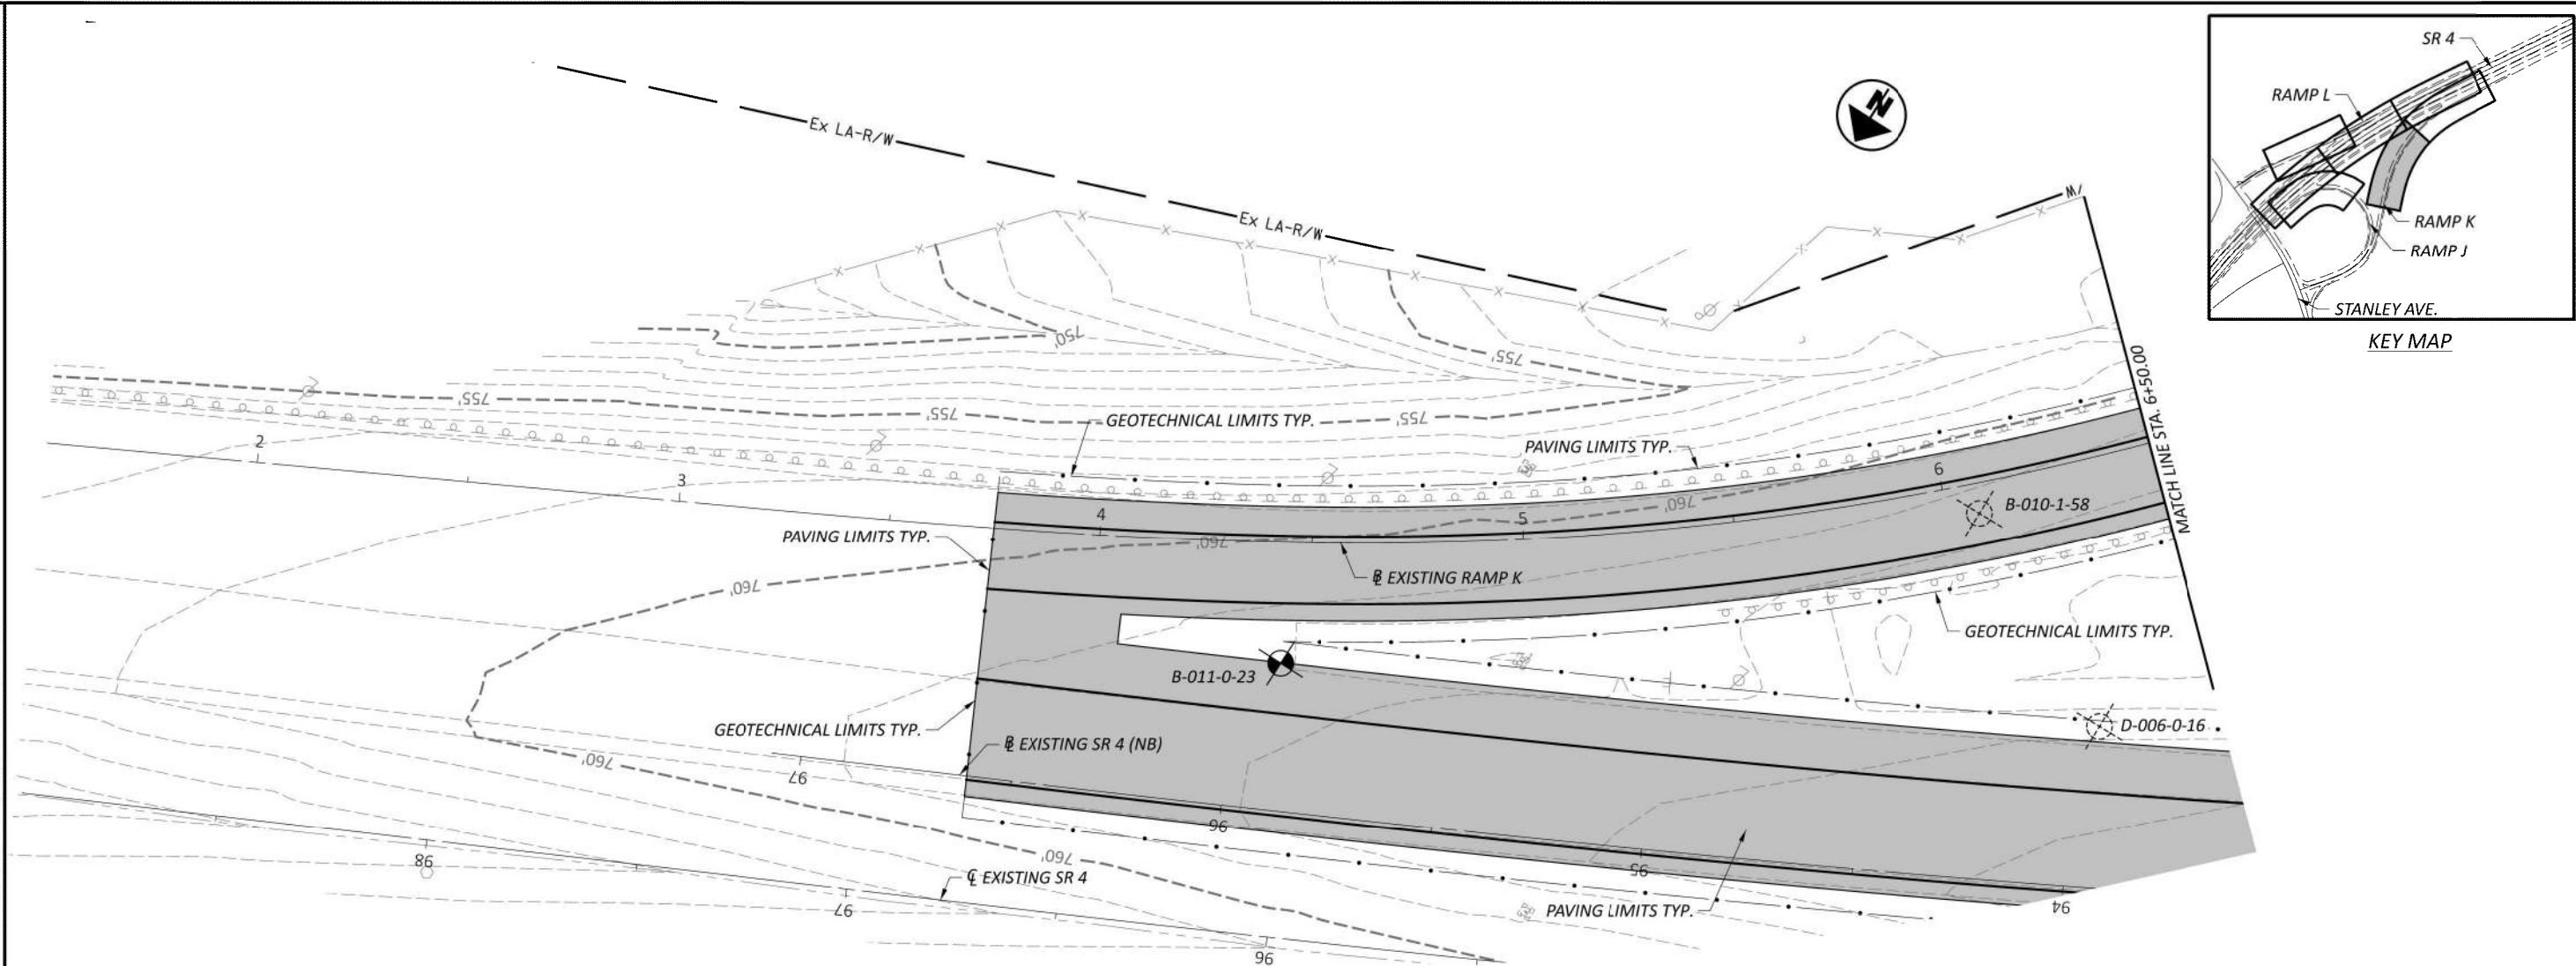 SR 4
RAMP L
RAMP K
RAMP J
STANLEY AVE.
KEY MAP
N
Ex LA-R/W
Ex LA-R/W
750'
755'
755'
755'
755'
GEOTECHNICAL LIMITS TYP.
PAVING LIMITS TYP.
MATCH LINE STA. 6+50.00
2
3
4
5
6
760'
760'
760'
B-010-1-58
PAVING LIMITS TYP.
EXISTING RAMP K
GEOTECHNICAL LIMITS TYP.
B-011-0-23
D-006-0-16
GEOTECHNICAL LIMITS TYP.
EXISTING SR 4 (NB)
760'
97
96
95
94
760'
98
97
96
EXISTING SR 4
PAVING LIMITS TYP.